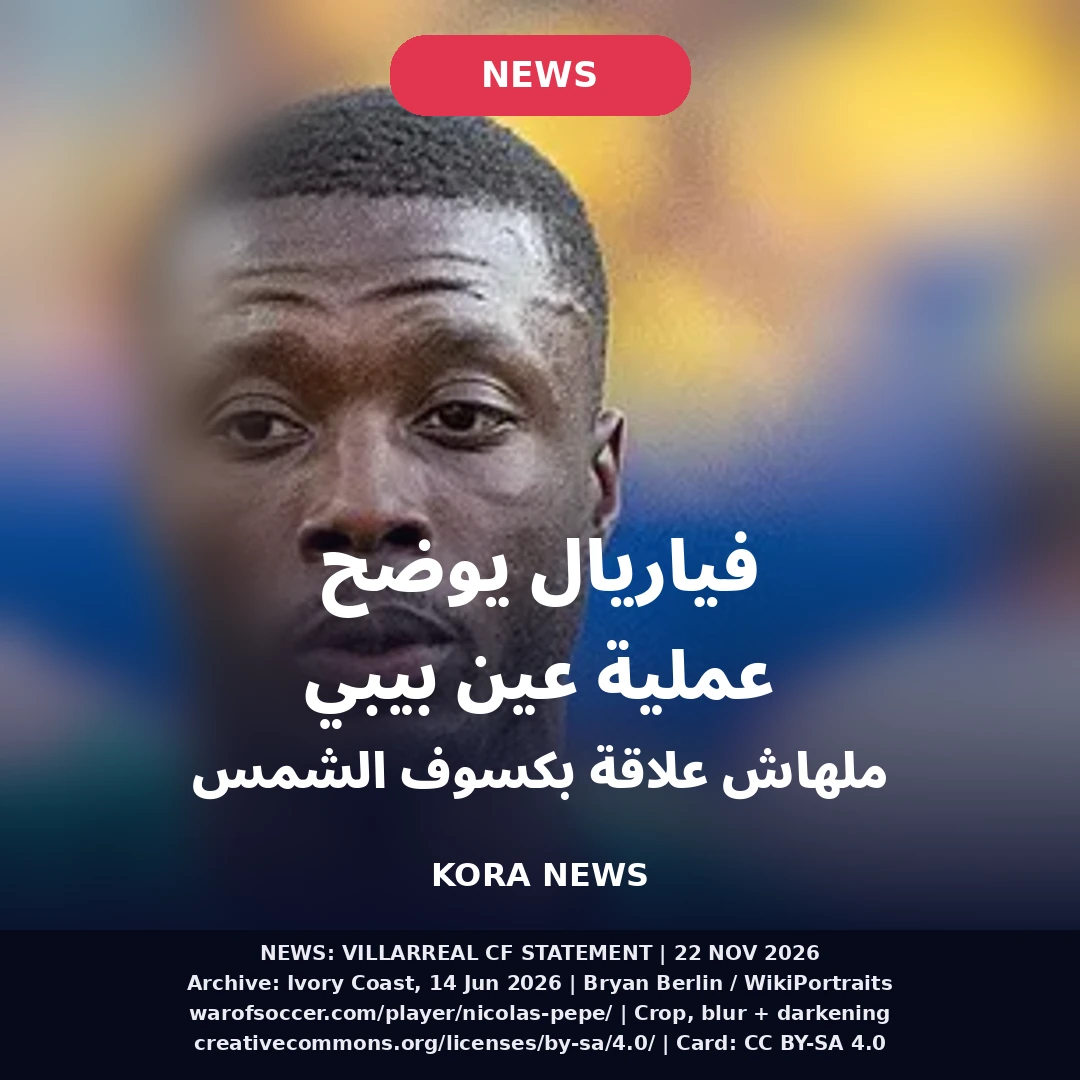 NEWS
فياريال يوضح
عملية عين بيبي
ملهاش علاقة بكسوف الشمس
KORA NEWS
NEWS: VILLARREAL CF STATEMENT | 22 NOV 2026
Archive: Ivory Coast, 14 Jun 2026 | Bryan Berlin / WikiPortraits
warofsoccer.com/player/nicolas-pepe/ | Crop, blur + darkening
creativecommons.org/licenses/by-sa/4.0/ | Card: CC BY-SA 4.0